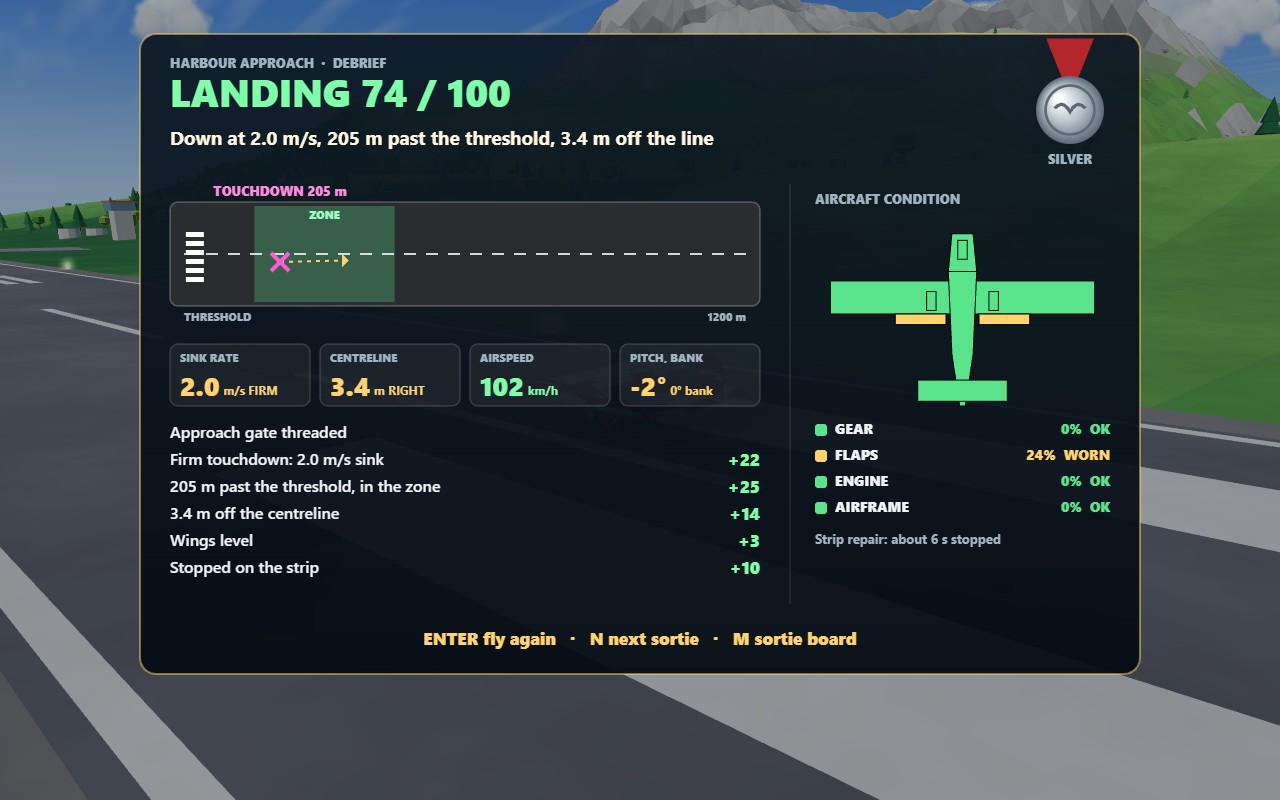 HARBOUR APPROACH · DEBRIEF
LANDING 74 / 100
Down at 2.0 m/s, 205 m past the threshold, 3.4 m off the line
SILVER
TOUCHDOWN 205 m
ZONE
THRESHOLD
1200 m
SINK RATE
2.0 m/s FIRM
CENTRELINE
3.4 m RIGHT
AIRSPEED
102 km/h
PITCH, BANK
-2° 0° bank
Approach gate threaded
Firm touchdown: 2.0 m/s sink +22
205 m past the threshold, in the zone +25
3.4 m off the centreline +14
Wings level +3
Stopped on the strip +10
AIRCRAFT CONDITION
GEAR 0% OK
FLAPS 24% WORN
ENGINE 0% OK
AIRFRAME 0% OK
Strip repair: about 6 s stopped
ENTER fly again · N next sortie · M sortie board